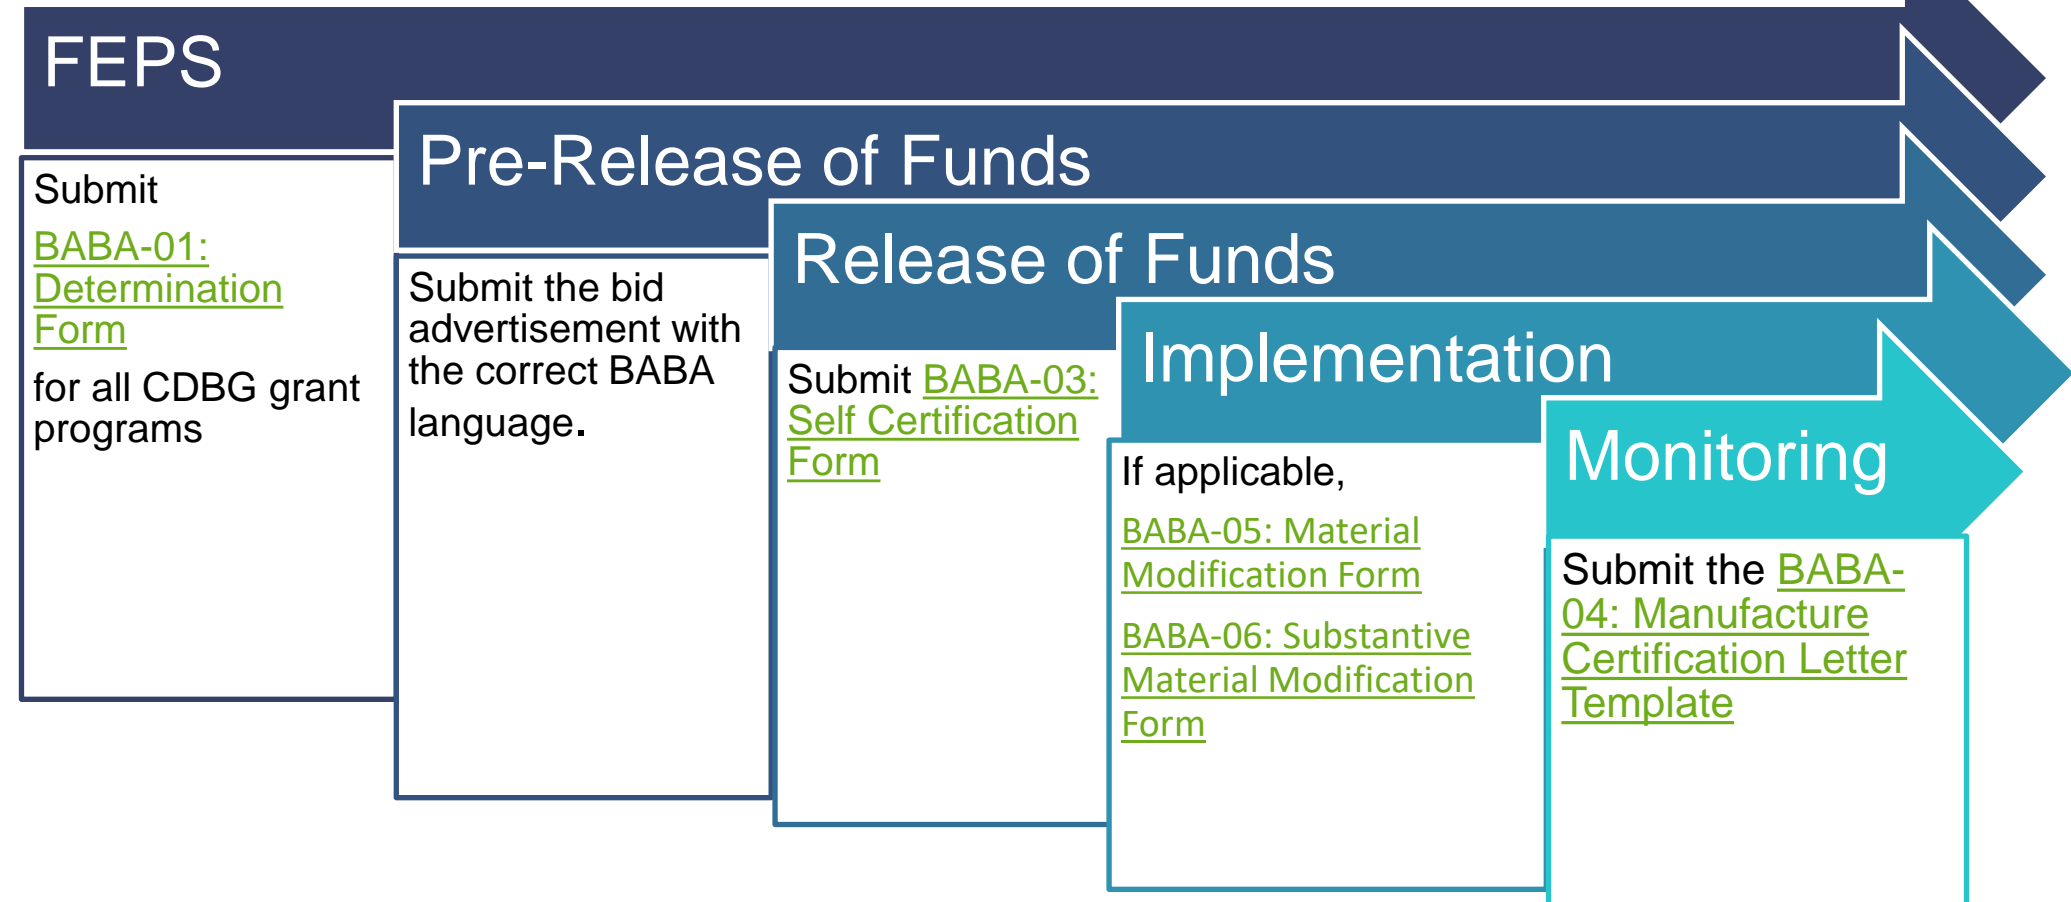 FEPS
Submit
BABA-01:
Determination
Form
for all CDBG grant
programs
Pre-Release of Funds
Submit the bid
advertisement with
the correct BABA
language.
Release of Funds
Submit BABA-03:
Self Certification
Form
Implementation
If applicable,
BABA-05: Material
Modification Form
BABA-06: Substantive
Material Modification
Form
Monitoring
Submit the BABA-
04: Manufacture
Certification Letter
Template